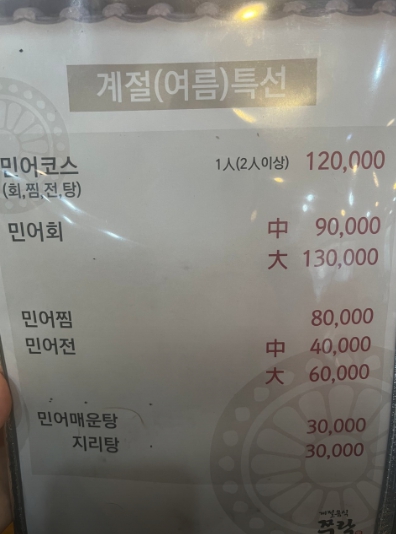 계절(여름)특선
민어코스 1人(2人이상) 120,000
(회,찜,전,탕)
민어회 中 90,000
大 130,000
민어찜 80,000
민어전 中 40,000
大 60,000
민어매운탕 30,000
지리탕 30,000